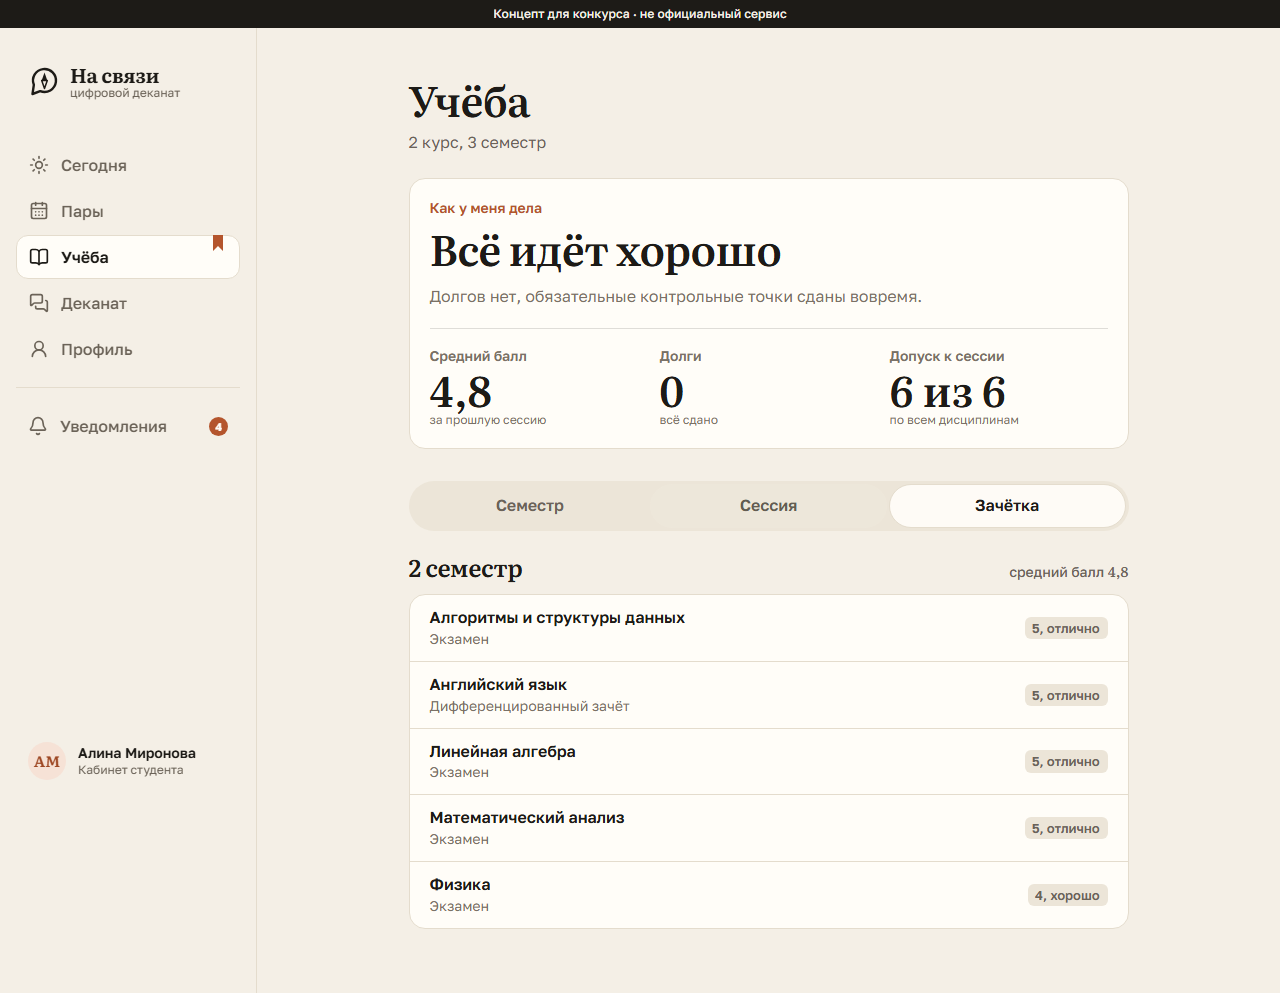 Концепт для конкурса · не официальный сервис
На связи
цифровой деканат
Сегодня
Пары
Учёба
Деканат
Профиль
Уведомления 4
Алина Миронова
АМ
Кабинет студента
Учёба
2 курс, 3 семестр
Как у меня дела
Всё идёт хорошо
Долгов нет, обязательные контрольные точки сданы вовремя.
Средний балл
4,8
за прошлую сессию
Долги
0
всё сдано
Допуск к сессии
6 из 6
по всем дисциплинам
Семестр Сессия Зачётка
2 семестр средний балл 4,8
Алгоритмы и структуры данных
Экзамен
5, отлично
Английский язык
Дифференцированный зачёт
5, отлично
Линейная алгебра
Экзамен
5, отлично
Математический анализ
Экзамен
5, отлично
Физика
Экзамен
4, хорошо